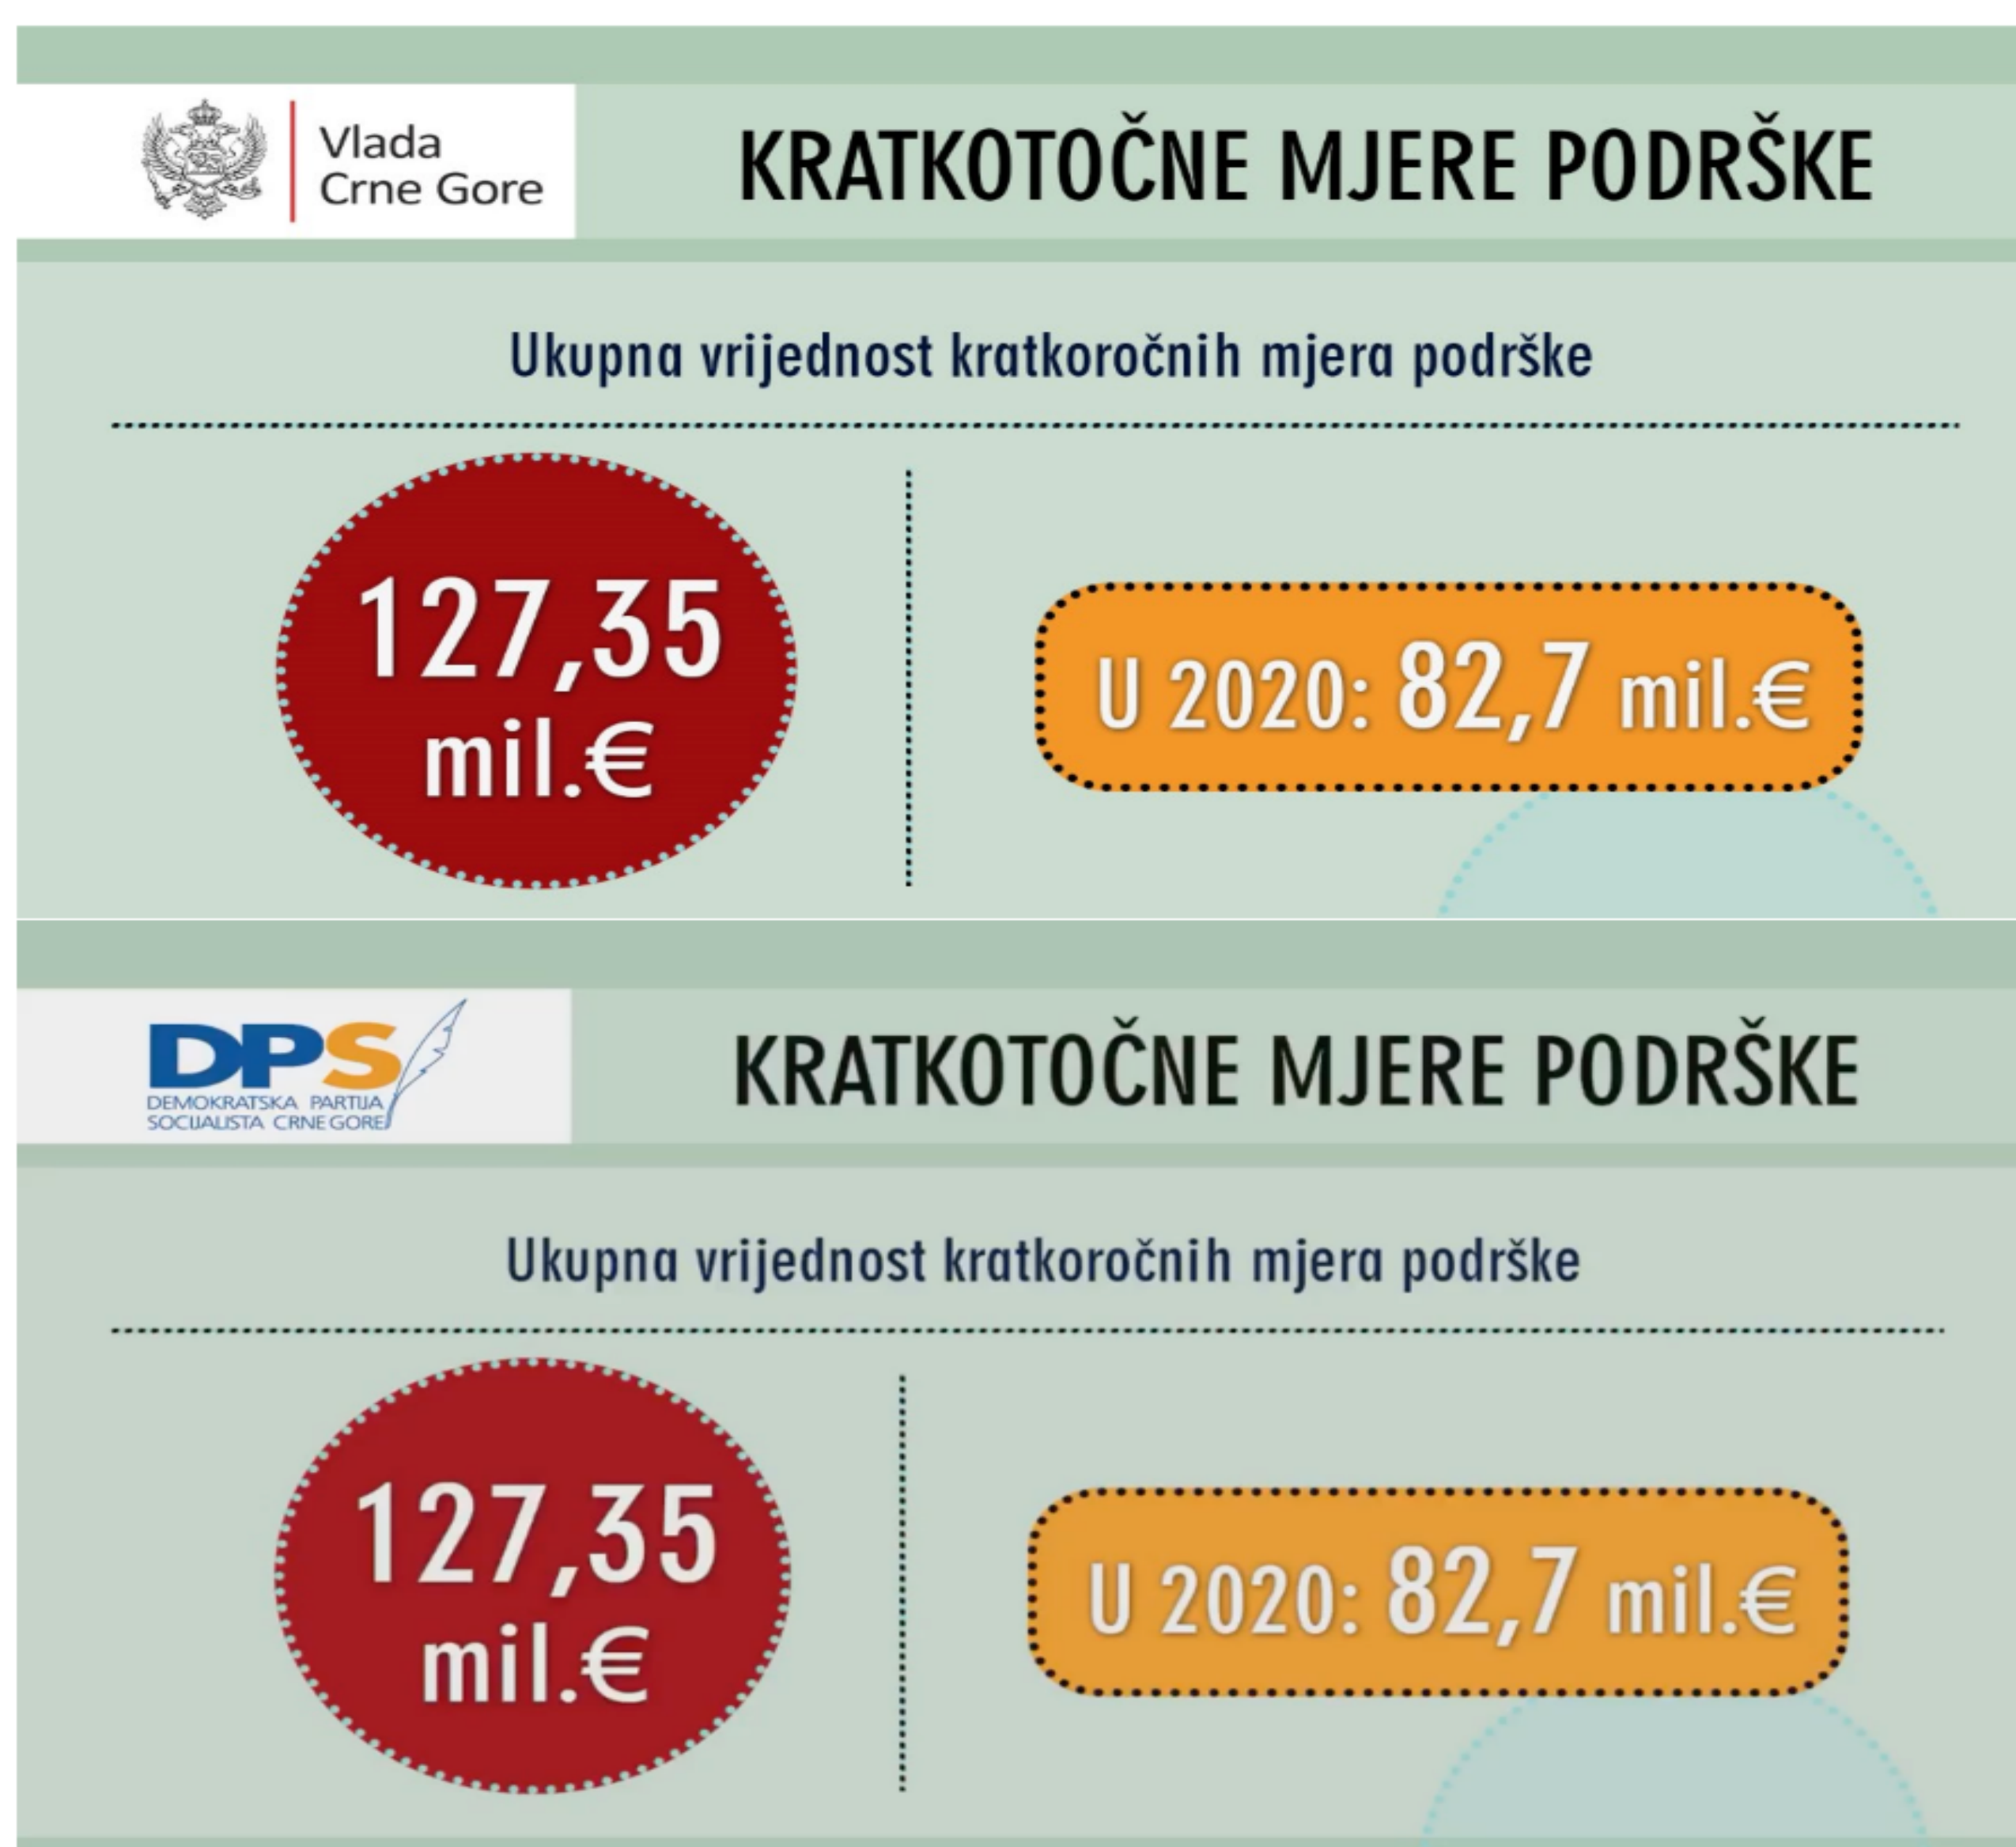 Vlada
Crne Gore
KRATKOTOČNE MJERE PODRŠKE
Ukupna vrijednost kratkoročnih mjera podrške
127,35
mil.€
U 2020: 82,7 mil.€
DPS
DEMOKRATSKA PARTIJA
SOCIJALISTA CRNE GORE
KRATKOTOČNE MJERE PODRŠKE
Ukupna vrijednost kratkoročnih mjera podrške
127,35
mil.€
U 2020: 82,7 mil.€